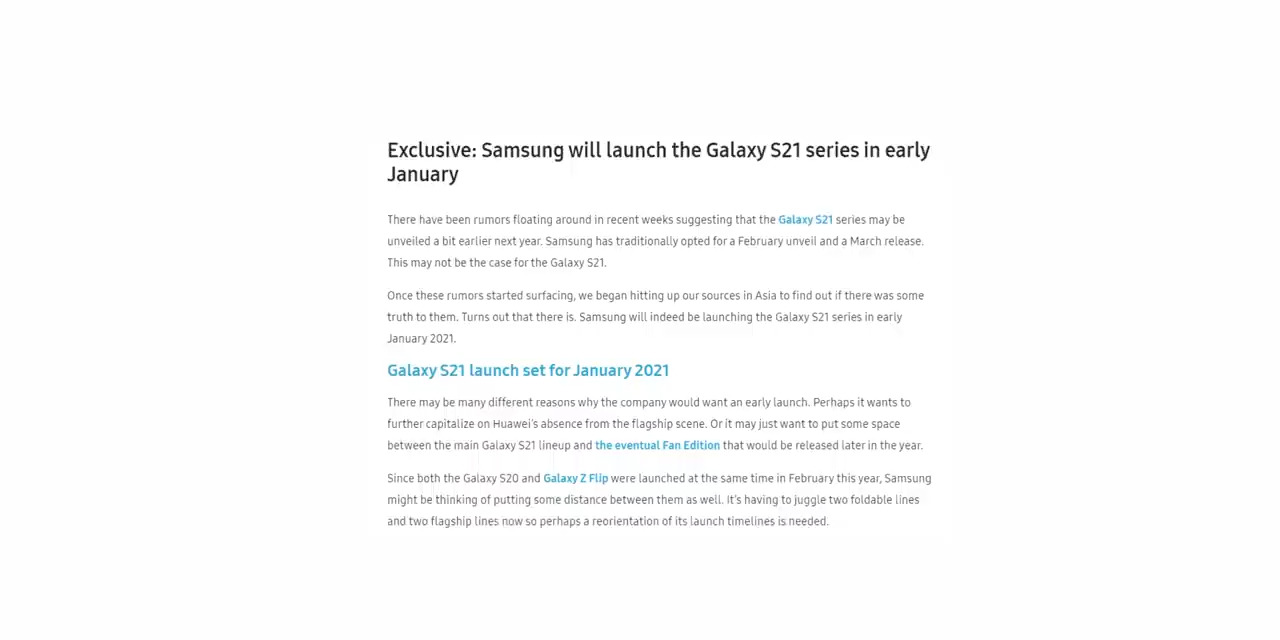 Exclusive: Samsung will launch the Galaxy S21 series in early
January
There have been rumors floating around in recent weeks suggesting that the Galaxy S21 series may be
unveiled a bit earlier next year. Samsung has traditionally opted for a February unveil and a March release.
This may not be the case for the Galaxy S21.
Once these rumors started surfacing, we began hitting up our sources in Asia to find out if there was some
truth to them. Turns out that there is. Samsung will indeed be launching the Galaxy S21 series in early
January 2021.
Galaxy S21 launch set for January 2021
There may be many different reasons why the company would want an early launch. Perhaps it wants to
further capitalize on Huawei's absence from the flagship scene. Or it may just want to put some space
between the main Galaxy S21 lineup and the eventual Fan Edition that would be released later in the year.
Since both the Galaxy S20 and Galaxy Z Flip were launched at the same time in February this year, Samsung
might be thinking of putting some distance between them as well. It's having to juggle two foldable lines
and two flagship lines now so perhaps a reorientation of its launch timelines is needed.